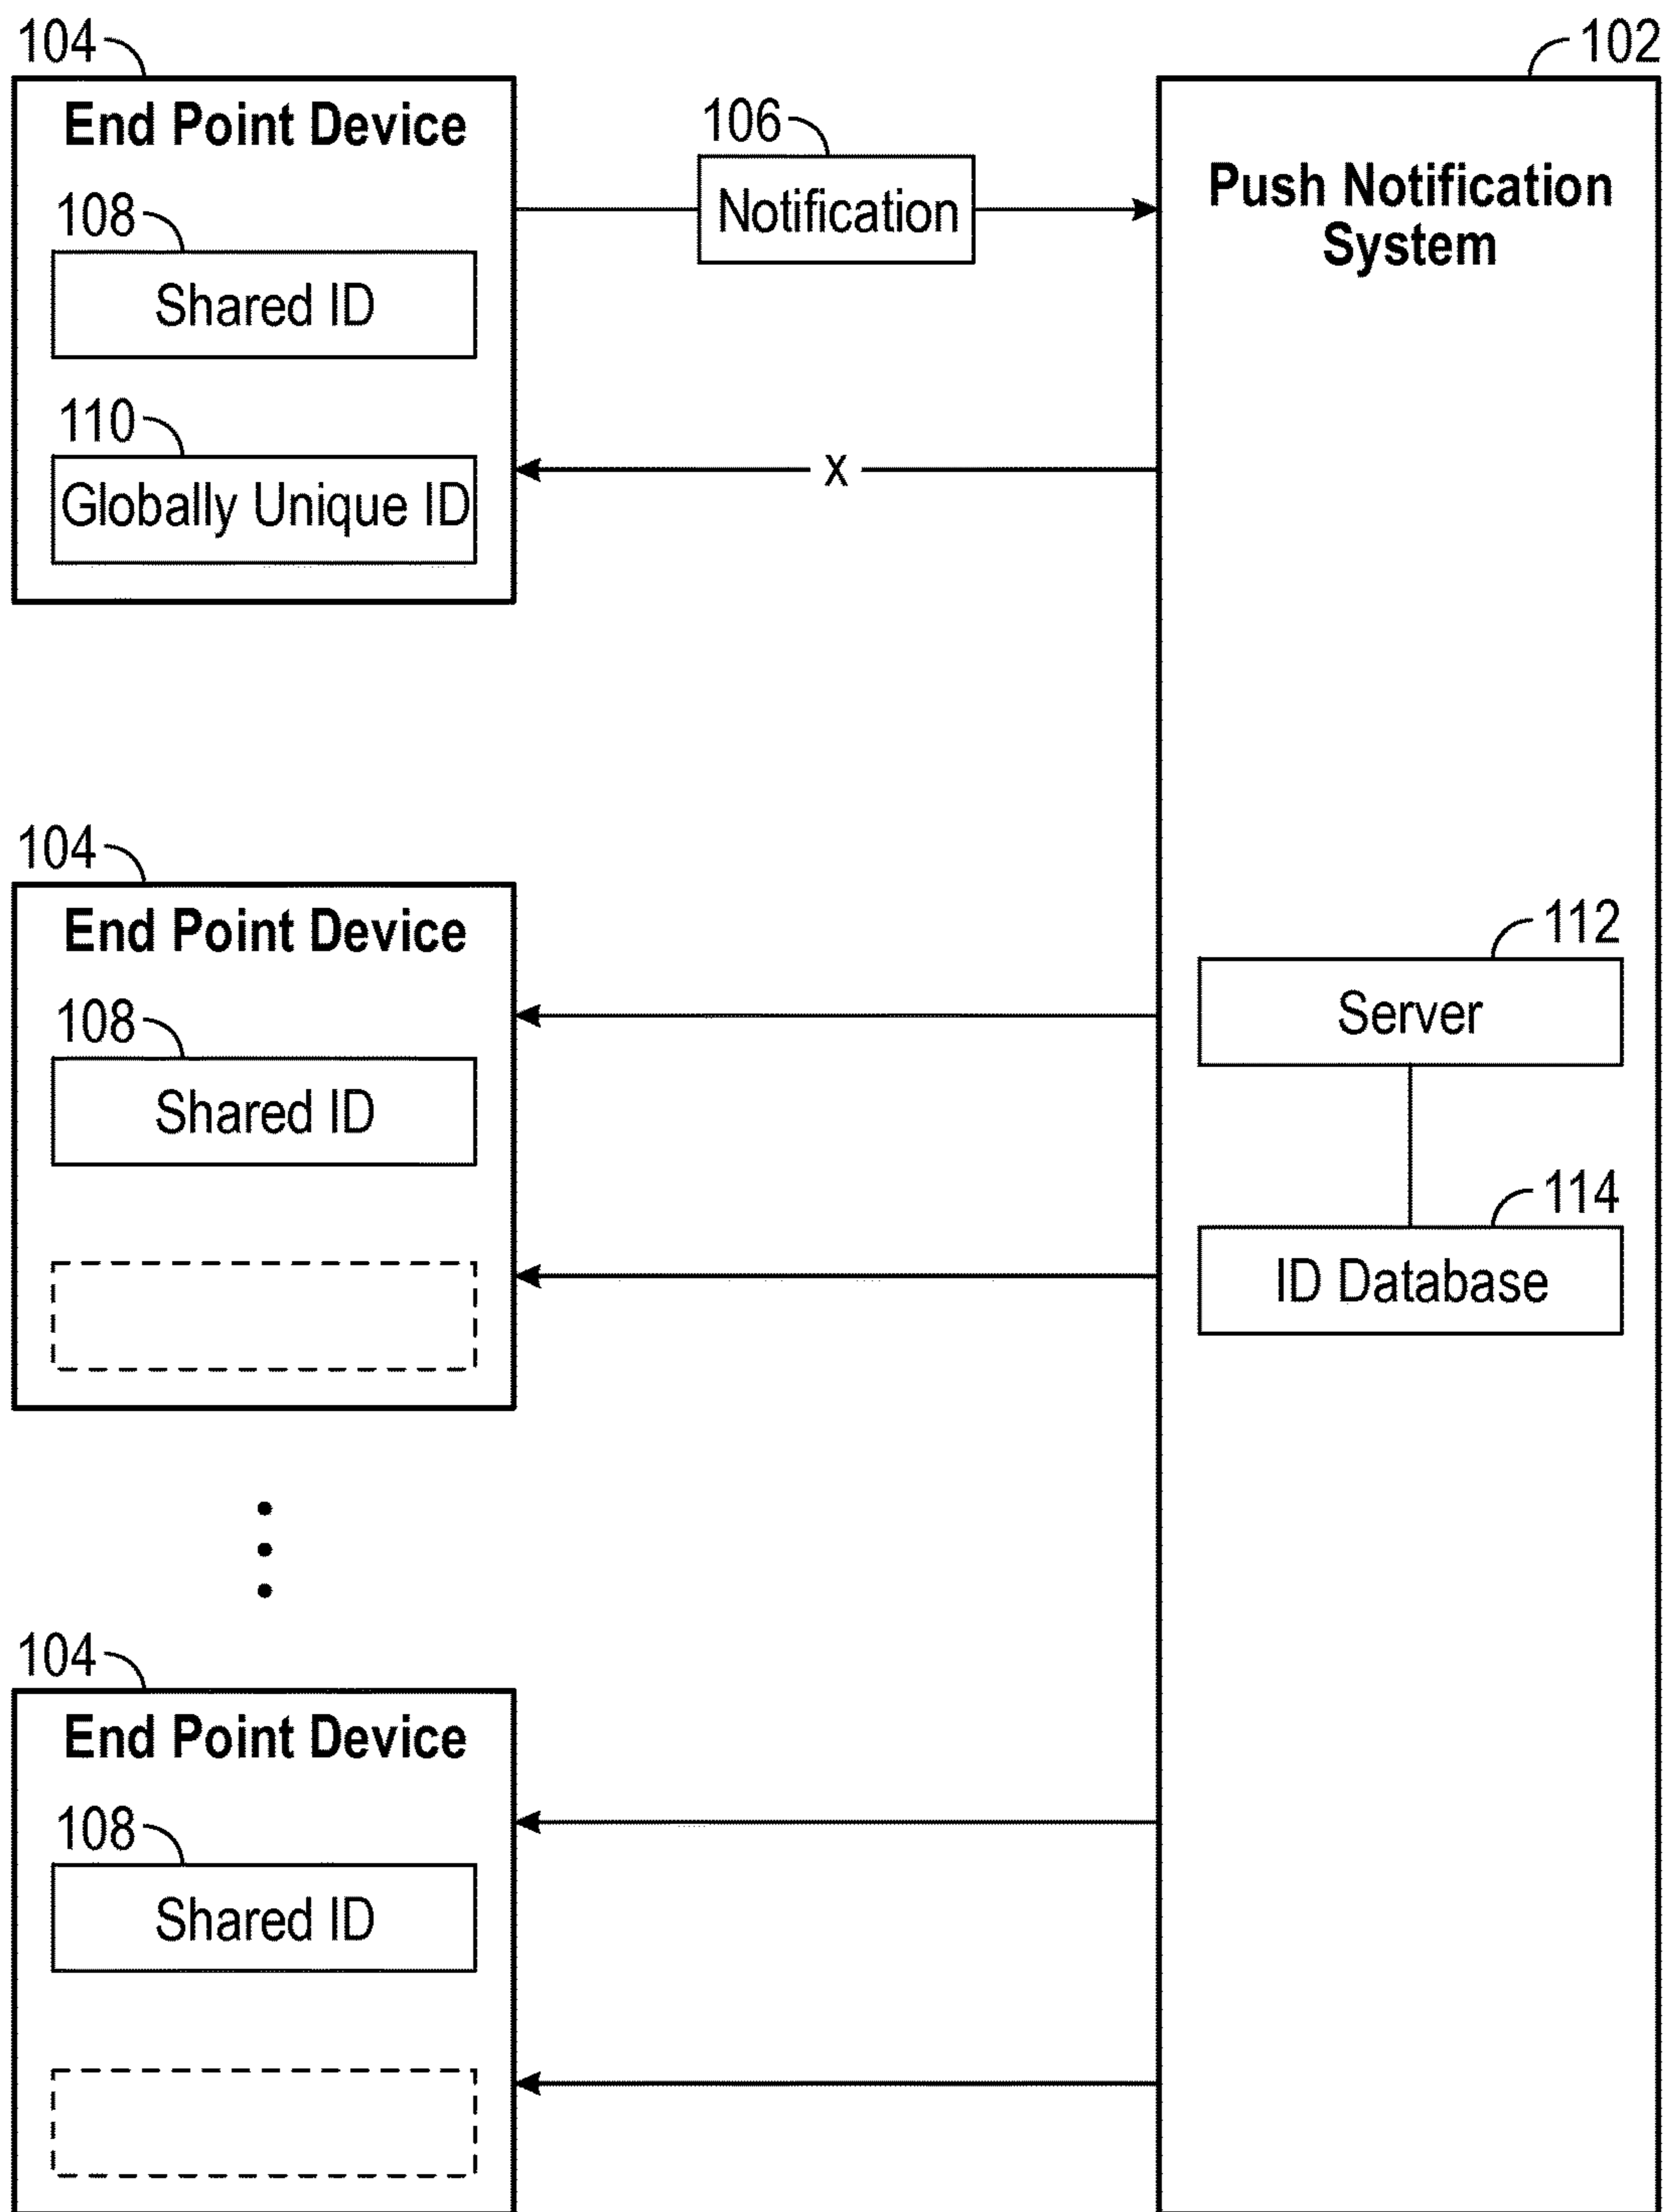 104
102
End Point Device
106
Push Notification
System
Notification
108
Shared ID
110
Globally Unique ID
x
104
End Point Device
112
Server
108
Shared ID
114
ID Database
104
End Point Device
108
Shared ID